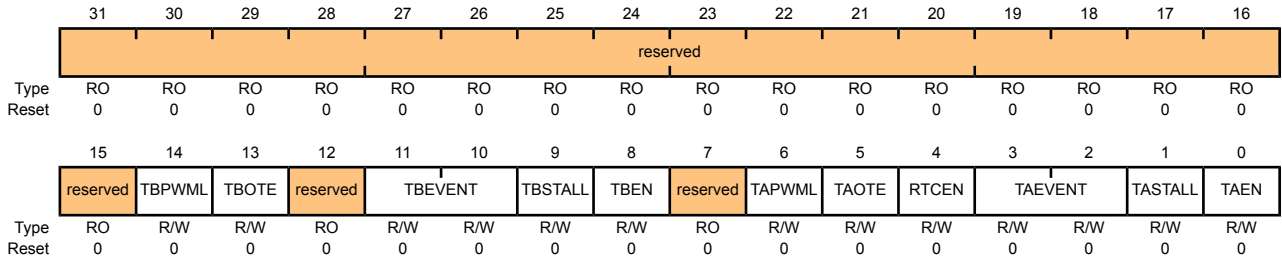 31 30 29 28 27 26 25 24 23 22 21 20 19 18 17 16
reserved
Type RO RO RO RO RO RO RO RO RO RO RO RO RO RO RO RO
Reset 0 0 0 0 0 0 0 0 0 0 0 0 0 0 0 0
15 14 13 12 11 10 9 8 7 6 5 4 3 2 1 0
reserved TBPWML TBOTE reserved TBEVENT TBSTALL TBEN reserved TAPWML TAOTE RTCEN TAEVENT TASTALL TAEN
Type RO R/W R/W RO R/W R/W R/W R/W RO R/W R/W R/W R/W R/W R/W R/W
Reset 0 0 0 0 0 0 0 0 0 0 0 0 0 0 0 0